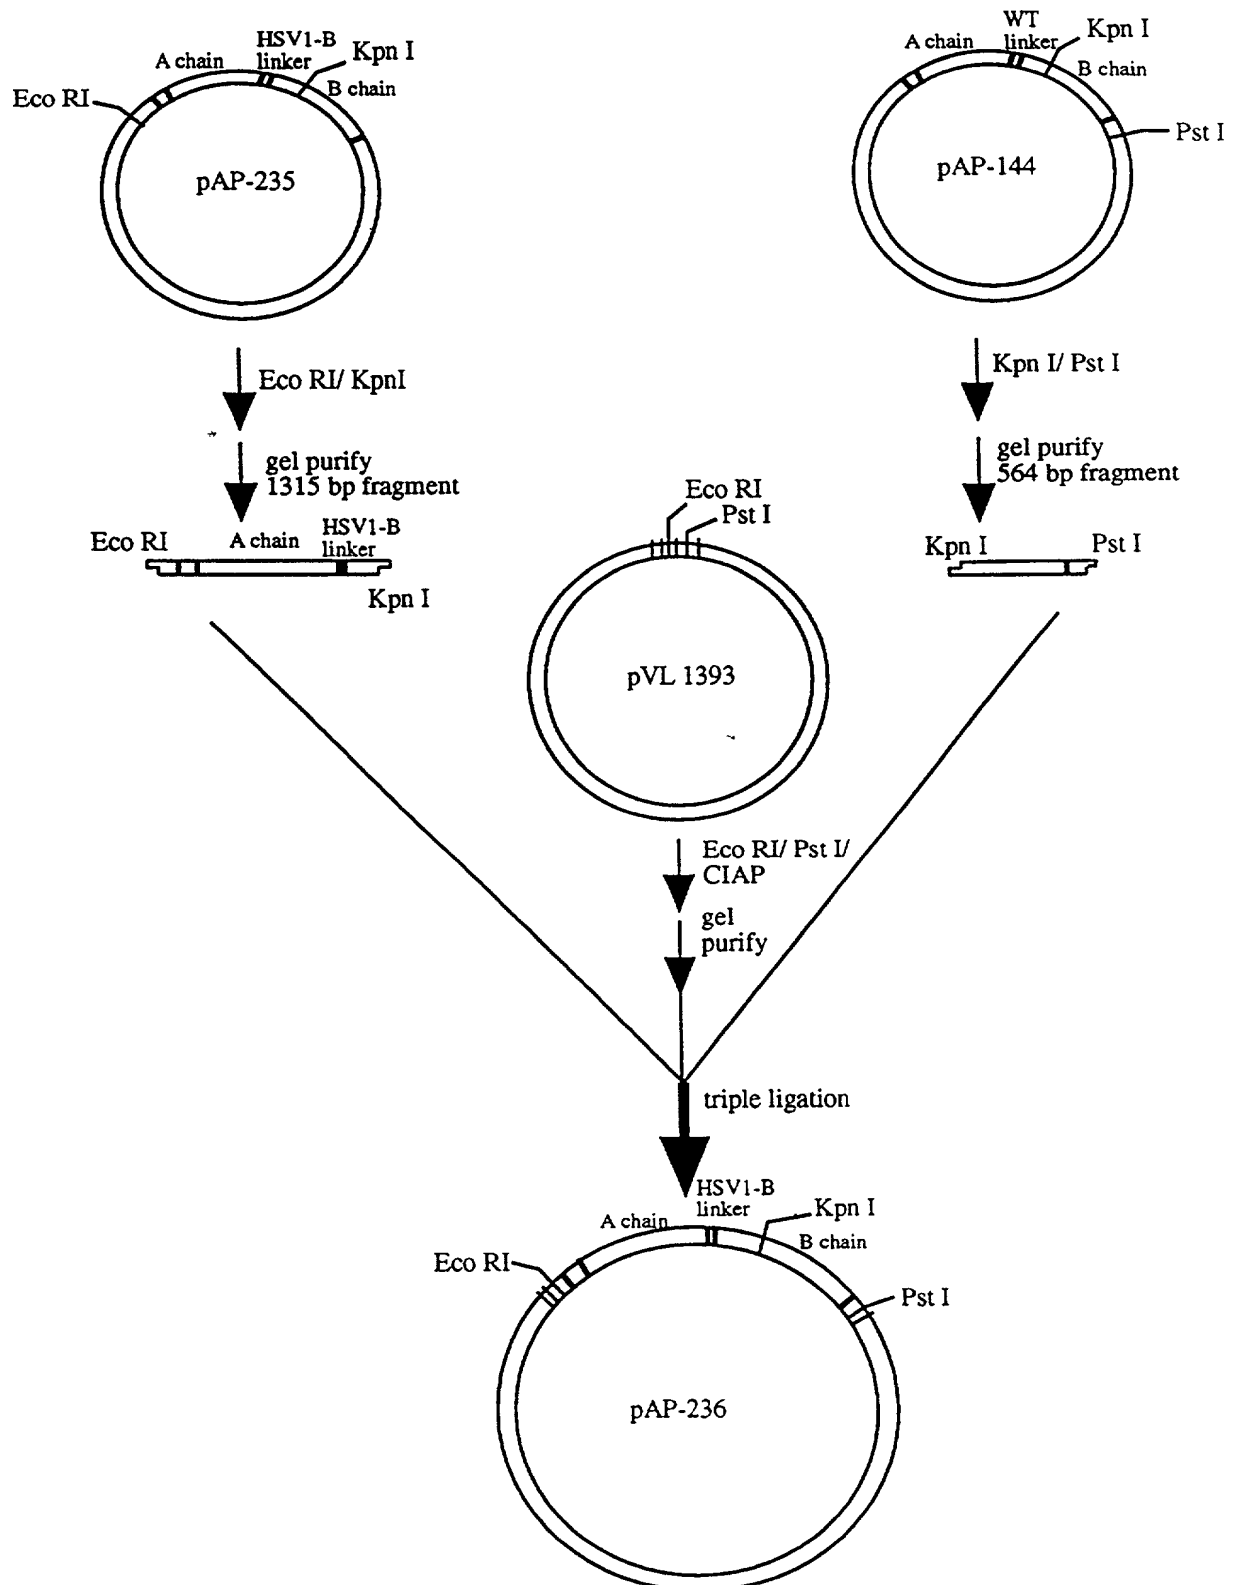 HSV1-B
A chain
linker
Kpn I
B chain
Eco RI
pAP-235
WT
linker
A chain
Kpn I
B chain
Pst I
pAP-144
Eco RI/ KpnI
gel purify
1315 bp fragment
Kpn I/ Pst I
gel purify
564 bp fragment
Eco RI
A chain
HSV1-B
linker
Kpn I
Eco RI
Pst I
Kpn I
Pst I
pVL 1393
Eco RI/ Pst I/
CIAP
gel
purify
triple ligation
HSV1-B
linker
A chain
Kpn I
B chain
Eco RI
Pst I
pAP-236